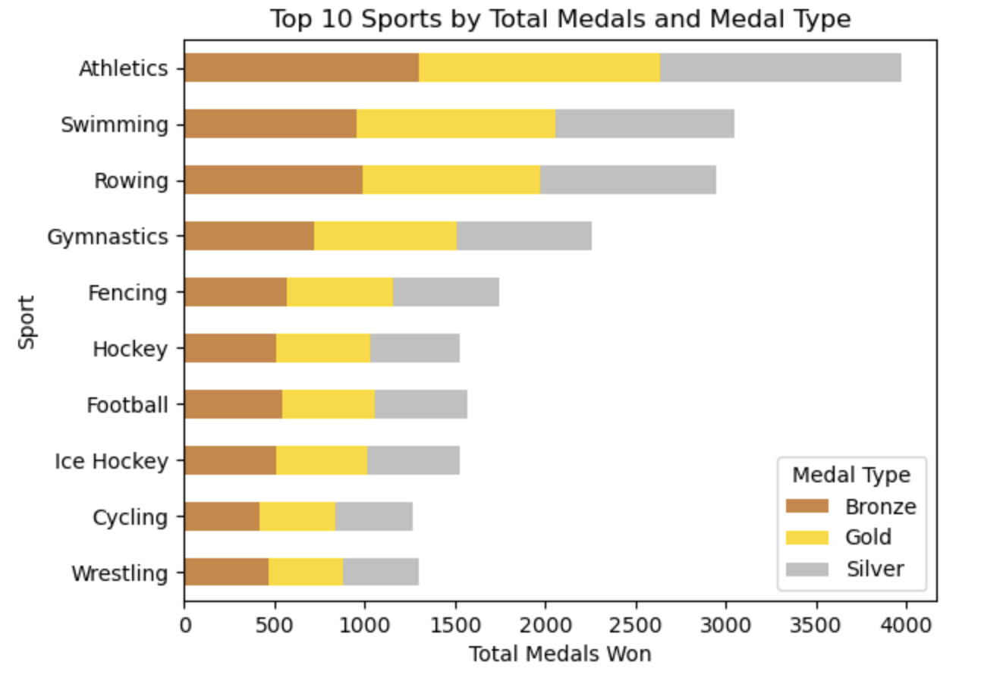 Top 10 Sports by Total Medals and Medal Type
Athletics
Swimming
Rowing
Gymnastics
Fencing
Hockey
Football
Ice Hockey
Cycling
Wrestling
Sport
Medal Type
Bronze
Gold
Silver
0 500 1000 1500 2000 2500 3000 3500 4000
Total Medals Won